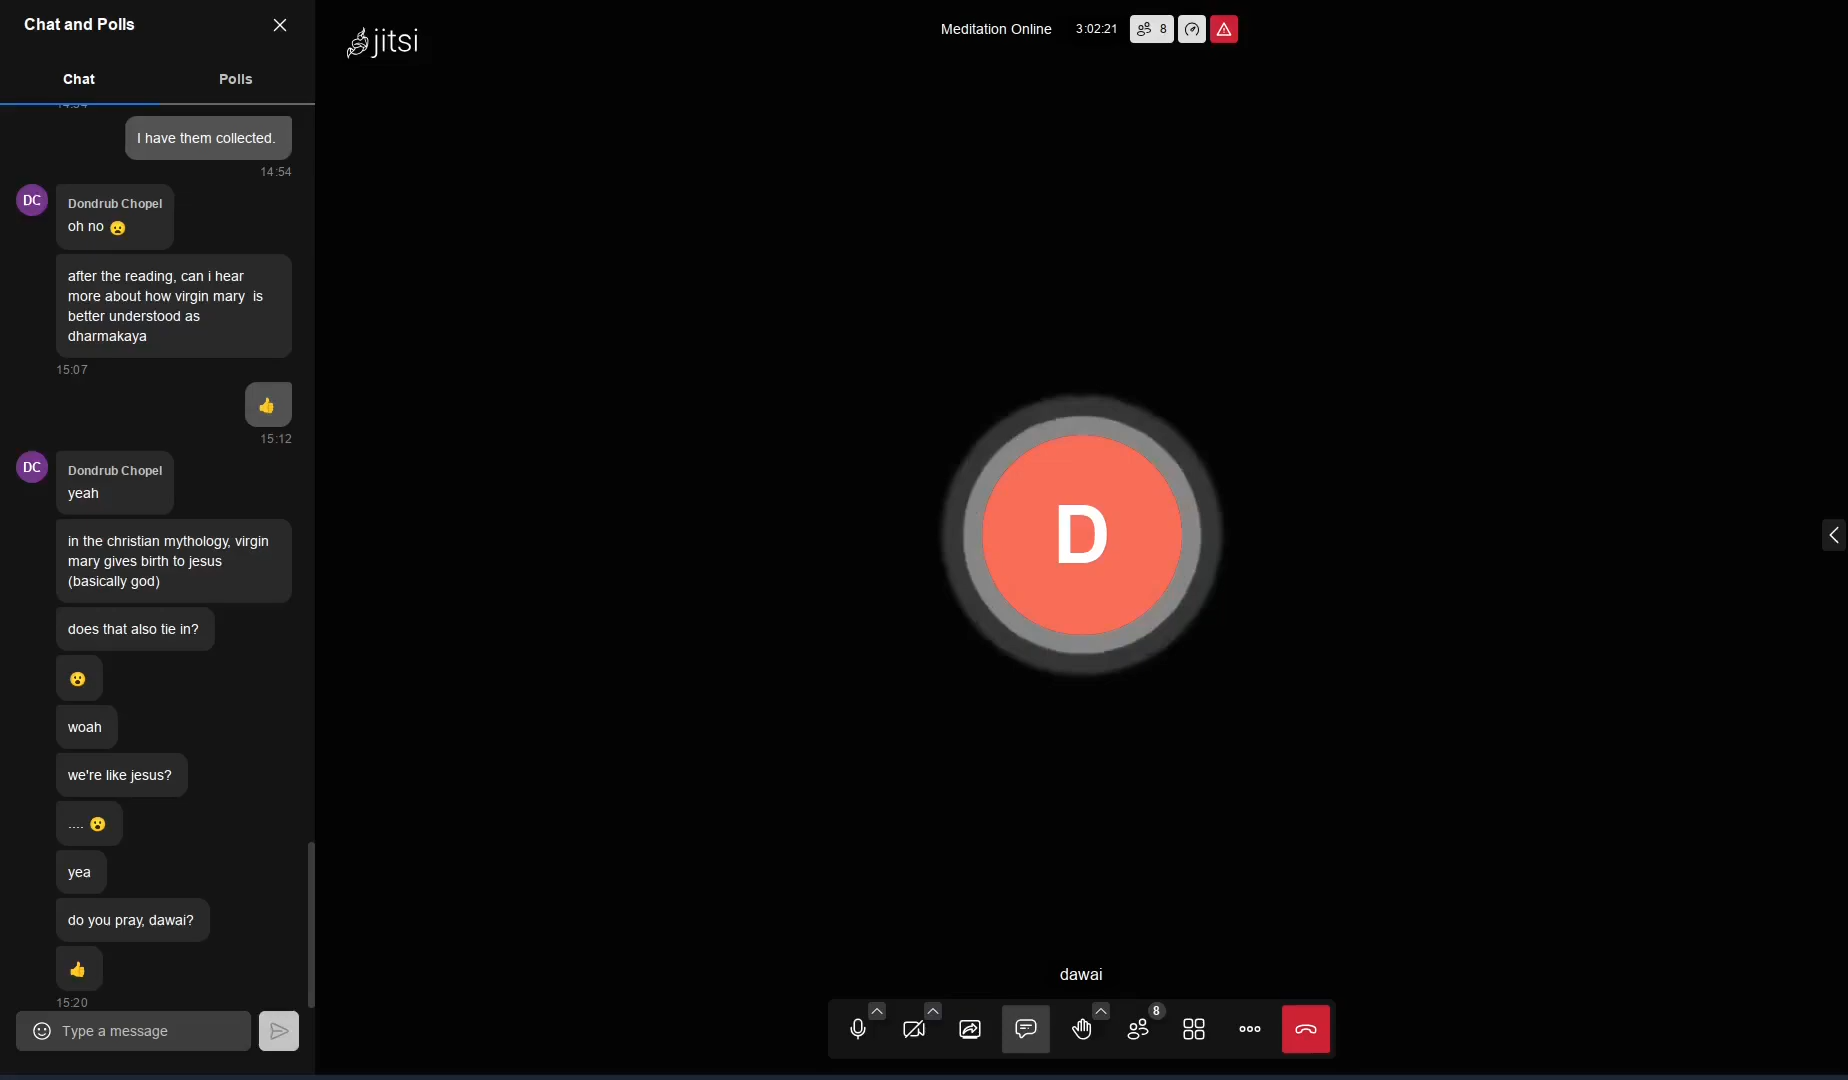 Chat and Polls
Chat
Polls
14:54
I have them collected.
14:54
DC
Dondrub Chopel
oh no 😦
after the reading, can i hear
more about how virgin mary is
better understood as
dharmakaya
15:07
👍
15:12
DC
Dondrub Chopel
yeah
in the christian mythology, virgin
mary gives birth to jesus
(basically god)
does that also tie in?
😮
woah
we're like jesus?
.... 😮
yea
do you pray, dawai?
👍
15:20
Type a message
jitsi
Meditation Online
3:02:21
8
D
dawai
8